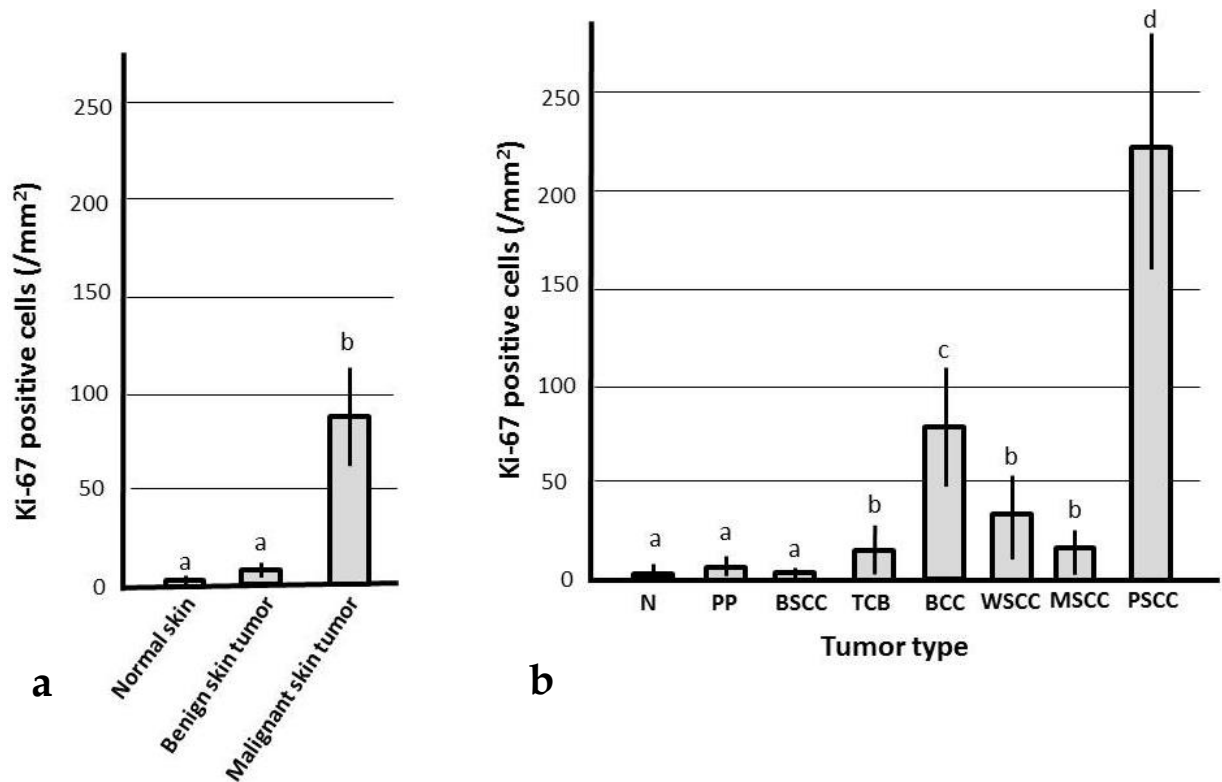 Ki-67 positive cells (/mm²)
250
200
150
100
50
0
a
a
b
Normal skin
Benign skin tumor
Malignant skin tumor
a
Ki-67 positive cells (/mm²)
250
200
150
100
50
0
a
a
a
b
c
b
b
d
N PP BSCC TCB BCC WSCC MSCC PSCC
Tumor type
b